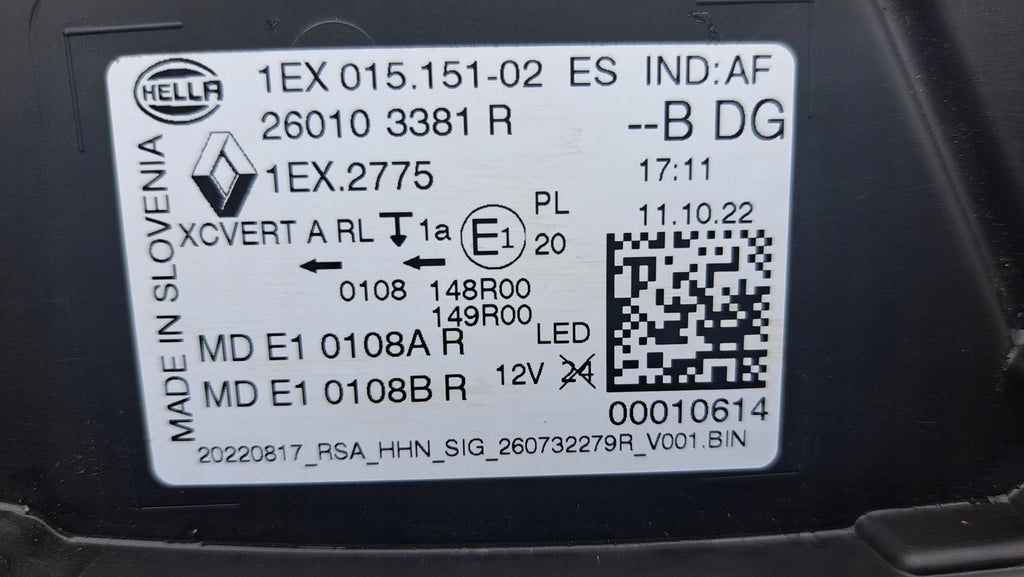 HELLA
1EX 015.151-02 ES IND:AF
26010 3381 R --B DG
1EX.2775 17:11
MADE IN SLOVENIA
11.10.22
XCVERT A RL 1a E1 PL 20
0108 148R00
149R00
MD E1 0108A R LED
MD E1 0108B R 12V 24
00010614
20220817_RSA_HHN_SIG_260732279R_V001.BIN